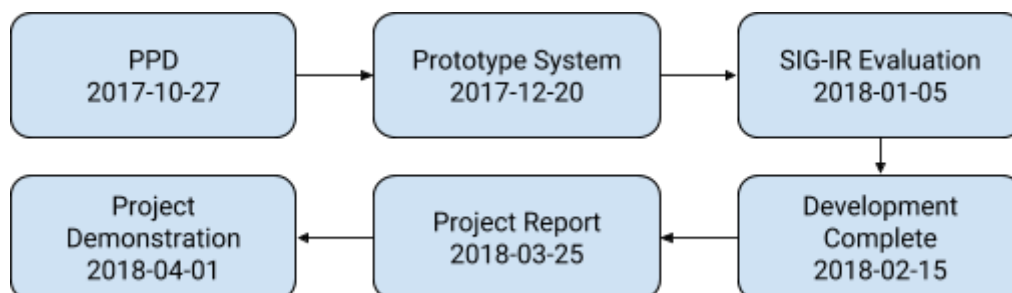 PPD
2017-10-27
Prototype System
2017-12-20
SIG-IR Evaluation
2018-01-05
Development
Complete
2018-02-15
Project Report
2018-03-25
Project
Demonstration
2018-04-01